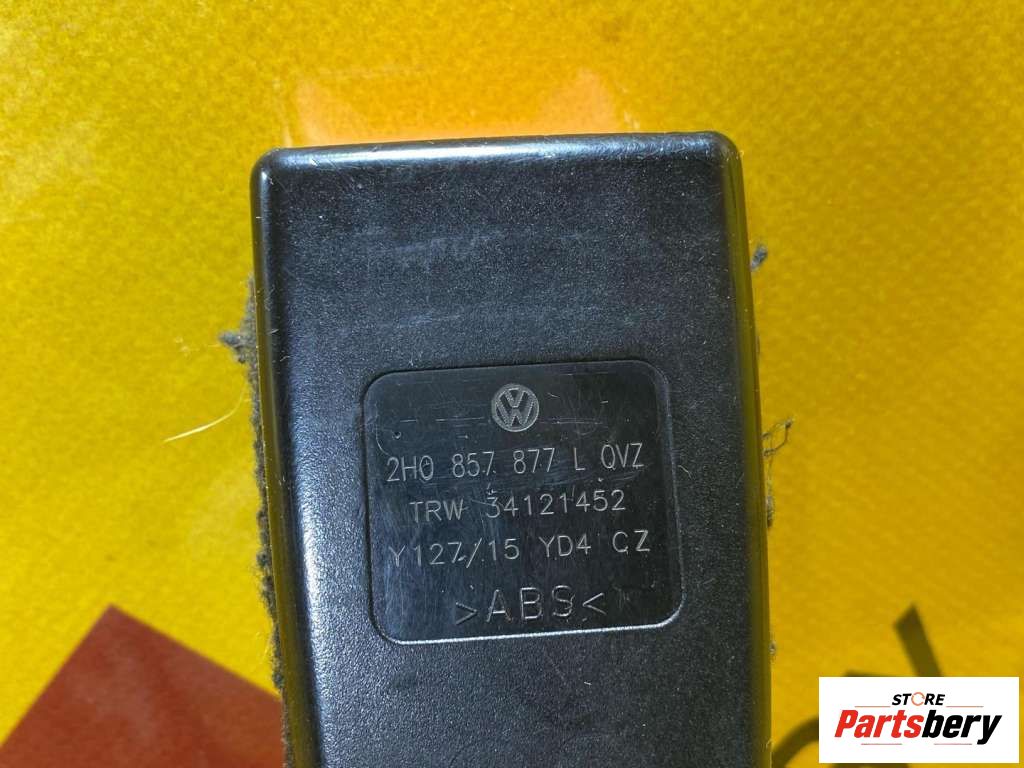 2H0 857 877 L QVZ
TRW 34121452
Y127/15 YD4 CZ
>ABS<
STORE
Partsbery